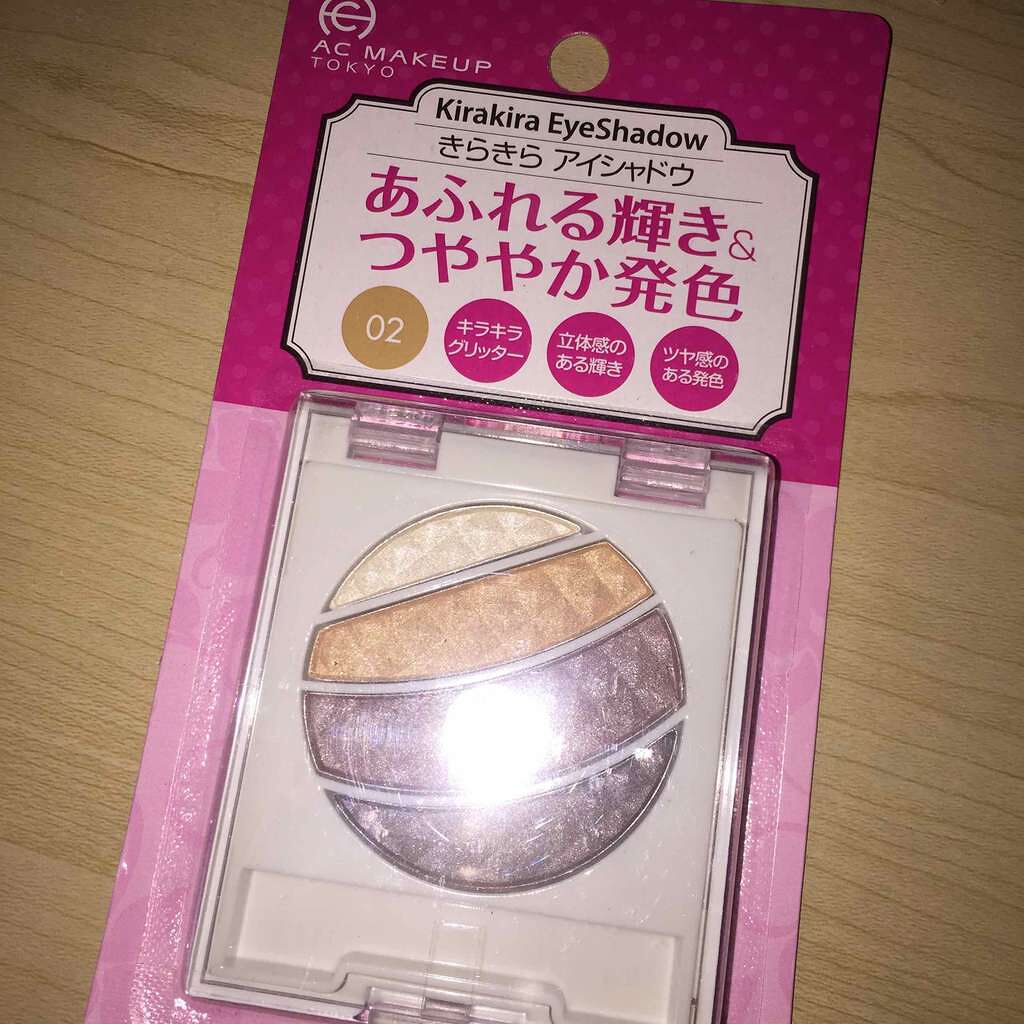 AC MAKEUP
TOKYO
Kirakira EyeShadow
きらきら アイシャドウ
あふれる輝き&
つややか発色
02
キラキラ
グリッター
立体感の
ある輝き
ツヤ感の
ある発色